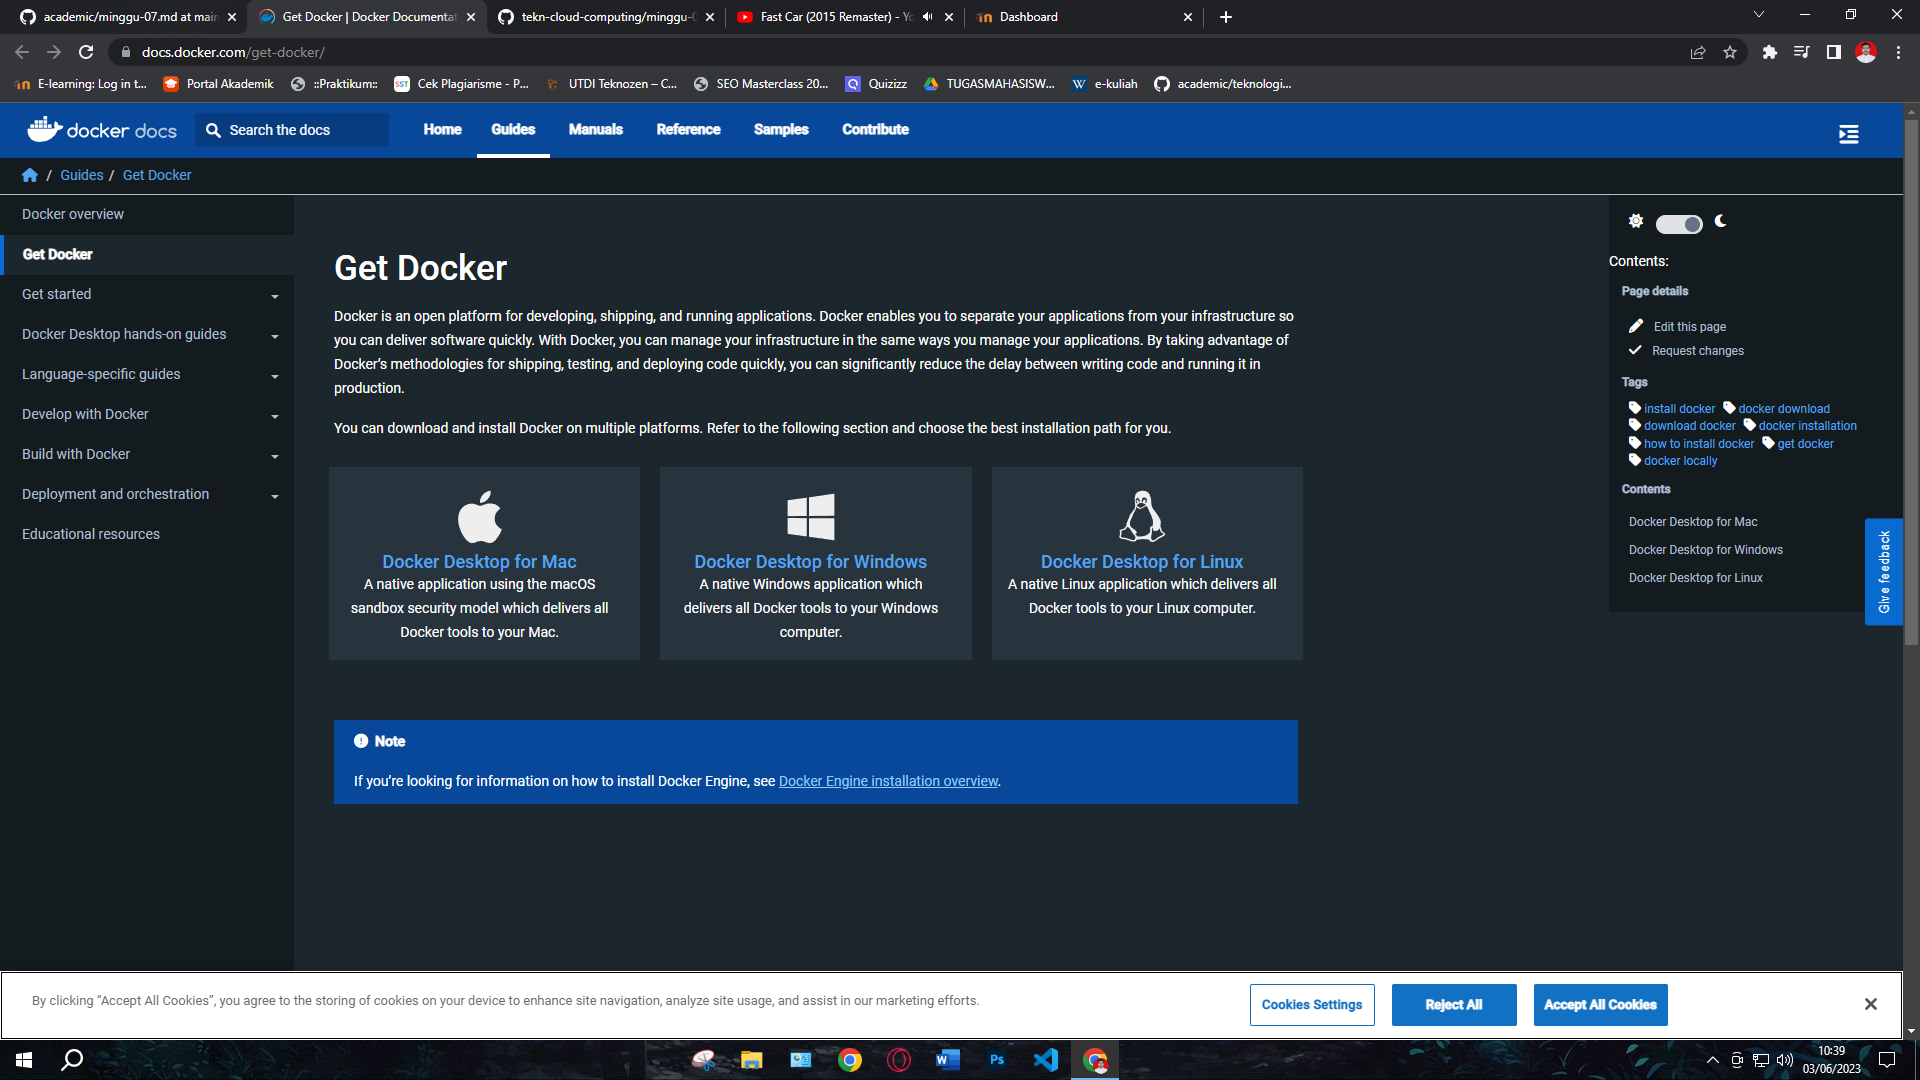 academic/minggu-07.md at main
Get Docker | Docker Documentat
tekn-cloud-computing/minggu-0
Fast Car (2015 Remaster) - Yo
Dashboard
docs.docker.com/get-docker/
E-learning: Log in t...
Portal Akademik
::Praktikum::
SST
Cek Plagiarisme - P...
UTDI Teknozen – C...
SEO Masterclass 20...
Quizizz
TUGASMAHASISW...
e-kuliah
academic/teknologi...
docker docs
Search the docs
Home
Guides
Manuals
Reference
Samples
Contribute
/ Guides / Get Docker
Docker overview
Get Docker
Get started
Docker Desktop hands-on guides
Language-specific guides
Develop with Docker
Build with Docker
Deployment and orchestration
Educational resources
Get Docker
Docker is an open platform for developing, shipping, and running applications. Docker enables you to separate your applications from your infrastructure so
you can deliver software quickly. With Docker, you can manage your infrastructure in the same ways you manage your applications. By taking advantage of
Docker’s methodologies for shipping, testing, and deploying code quickly, you can significantly reduce the delay between writing code and running it in
production.
You can download and install Docker on multiple platforms. Refer to the following section and choose the best installation path for you.
Docker Desktop for Mac
A native application using the macOS
sandbox security model which delivers all
Docker tools to your Mac.
Docker Desktop for Windows
A native Windows application which
delivers all Docker tools to your Windows
computer.
Docker Desktop for Linux
A native Linux application which delivers all
Docker tools to your Linux computer.
Note
If you’re looking for information on how to install Docker Engine, see Docker Engine installation overview.
Contents:
Page details
Edit this page
Request changes
Tags
install docker docker download
download docker docker installation
how to install docker get docker
docker locally
Contents
Docker Desktop for Mac
Docker Desktop for Windows
Docker Desktop for Linux
Give feedback
By clicking “Accept All Cookies”, you agree to the storing of cookies on your device to enhance site navigation, analyze site usage, and assist in our marketing efforts.
Cookies Settings
Reject All
Accept All Cookies
W
Ps
10:39
03/06/2023